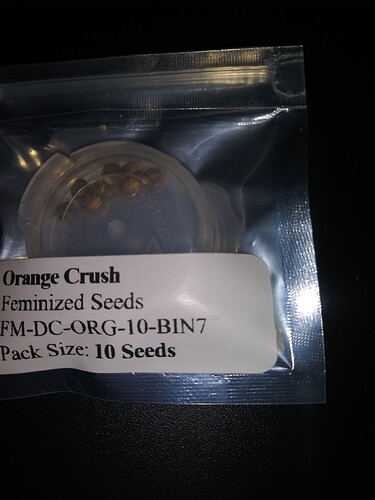 Orange Crush
Feminized Seeds
FM-DC-ORG-10-BIN7
Pack Size: 10 Seeds